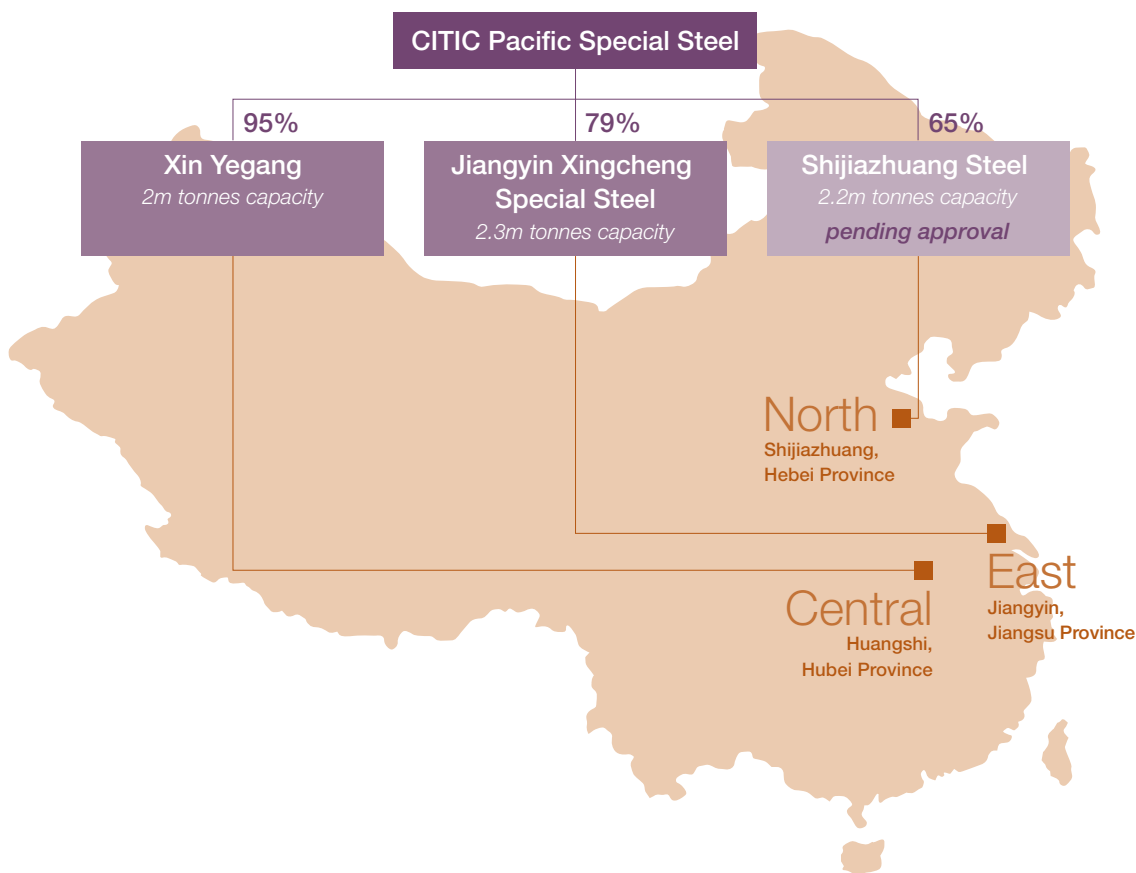 CITIC Pacific Special Steel
95%
79%
65%
Xin Yegang
2m tonnes capacity
Jiangyin Xingcheng
Special Steel
2.3m tonnes capacity
Shijiazhuang Steel
2.2m tonnes capacity
pending approval
North
Shijiazhuang,
Hebei Province
East
Jiangyin,
Jiangsu Province
Central
Huangshi,
Hubei Province